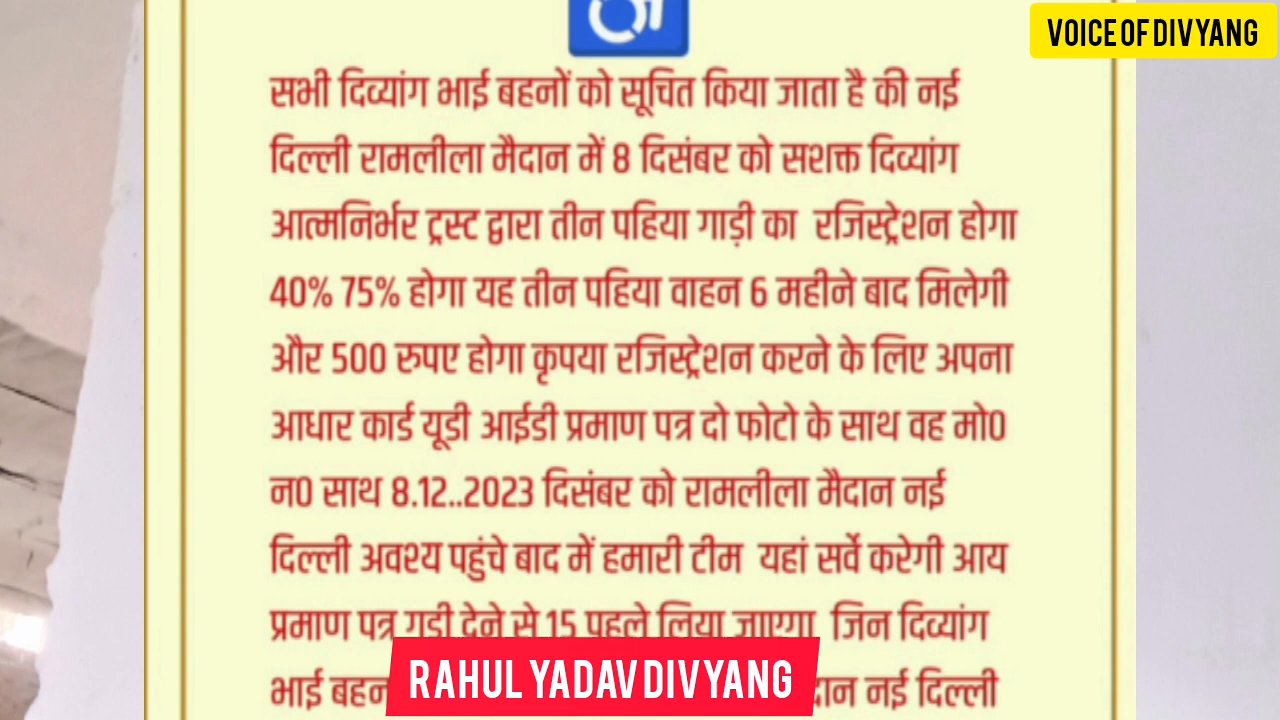 VOICE OF DIVYANG
सभी दिव्यांग भाई बहनों को सूचित किया जाता है की नई
दिल्ली रामलीला मैदान में 8 दिसंबर को सशक्त दिव्यांग
आत्मनिर्भर ट्रस्ट द्वारा तीन पहिया गाड़ी का रजिस्ट्रेशन होगा
40% 75% होगा यह तीन पहिया वाहन 6 महीने बाद मिलेगी
और 500 रुपए होगा कृपया रजिस्ट्रेशन करने के लिए अपना
आधार कार्ड यूडी आईडी प्रमाण पत्र दो फोटो के साथ वह मो0
न0 साथ 8.12..2023 दिसंबर को रामलीला मैदान नई
दिल्ली अवश्य पहुंचे बाद में हमारी टीम यहां सर्वे करेगी आय
प्रमाण पत्र गड़ी देने से 15 पहले लिया जाएगा जिन दिव्यांग
भाई बहन नई दिल्ली
RAHUL YADAV DIVYANG